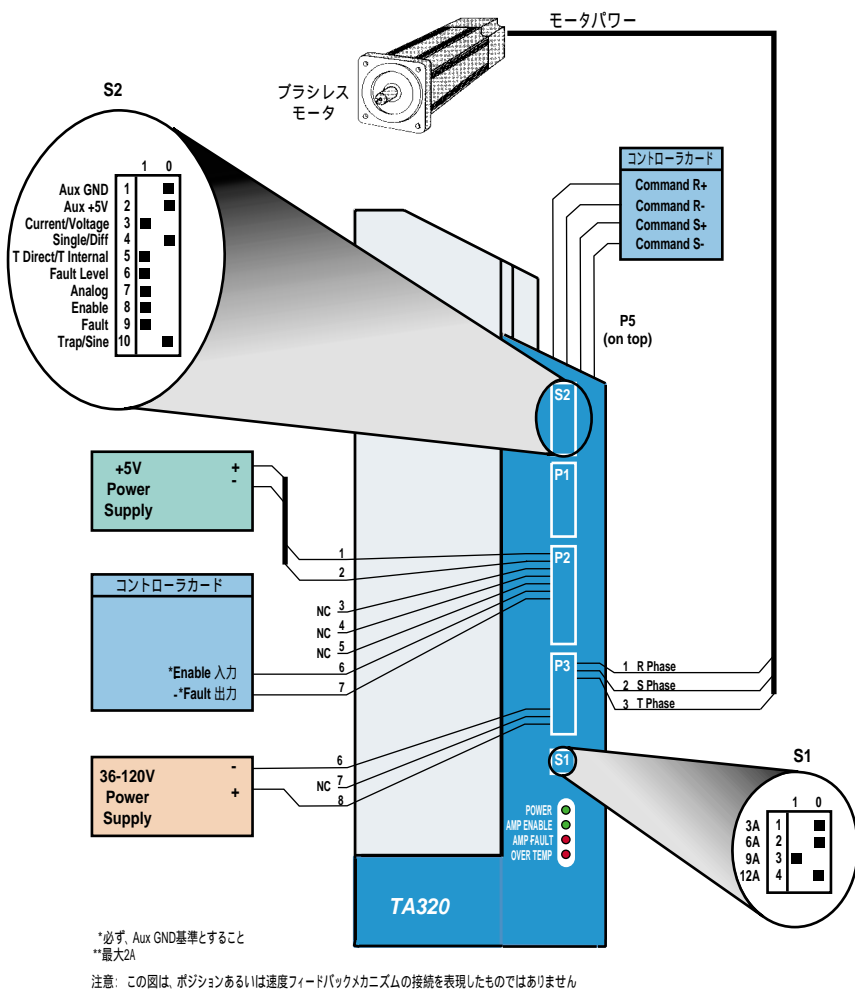 モータパワー
ブラシレス
モータ
S2
1 0
Aux GND 1
Aux +5V 2
Current/Voltage 3
Single/Diff 4
T Direct/T Internal 5
Fault Level 6
Analog 7
Enable 8
Fault 9
Trap/Sine 10
コントローラカード
Command R+
Command R-
Command S+
Command S-
P5
(on top)
S2
P1
P2
P3
S1
+5V
Power
Supply
+
-
1
2
NC 3
NC 4
NC 5
6
7
コントローラカード
*Enable 入力
-*Fault 出力
1 R Phase
2 S Phase
3 T Phase
36-120V
Power
Supply
-
+
6
NC 7
8
POWER
AMP ENABLE
AMP FAULT
OVER TEMP
S1
1 0
3A 1
6A 2
9A 3
12A 4
TA320
*必ず、Aux GND基準とすること
**最大2A
注意: この図は、ポジションあるいは速度フィードバックメカニズムの接続を表現したものではありません